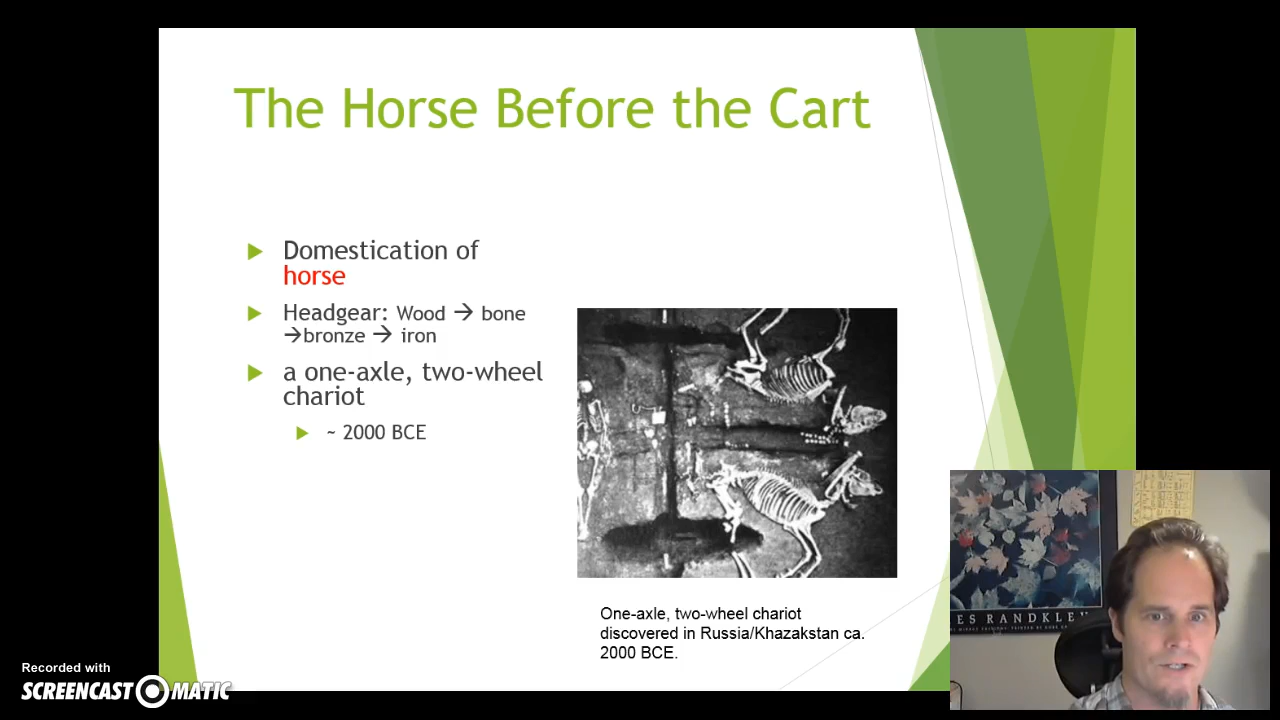 The Horse Before the Cart
Domestication of
horse
Headgear: Wood → bone
→bronze → iron
a one-axle, two-wheel
chariot
~ 2000 BCE
One-axle, two-wheel chariot
discovered in Russia/Khazakstan ca.
2000 BCE.
ES RANDKLEV
Recorded with
SCREENCAST MATIC